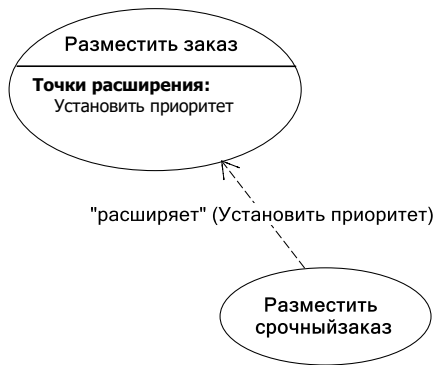 Разместить заказ
Точки расширения:
Установить приоритет
"расширяет" (Установить приоритет)
Разместить
срочныйзаказ